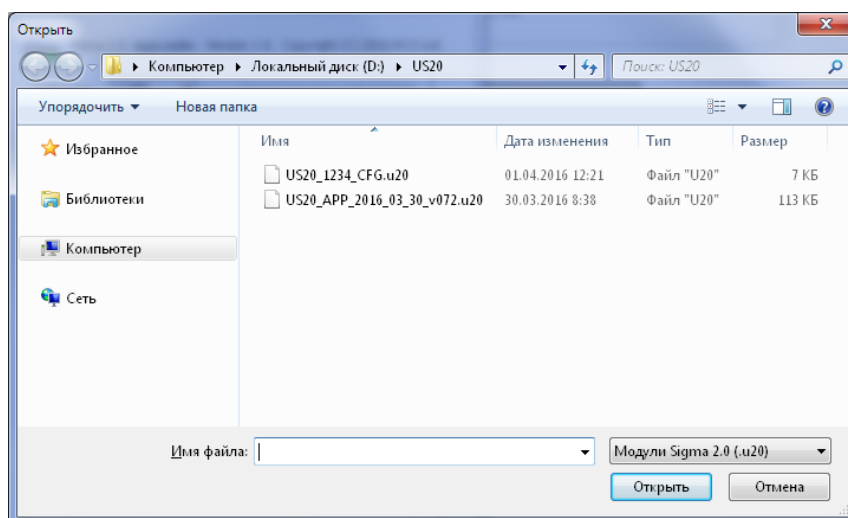 Открыть
Компьютер ▸ Локальный диск (D:) ▸ US20
Поиск: US20
Упорядочить Новая папка
Избранное
Библиотеки
Компьютер
Сеть
Имя Дата изменения Тип Размер
US20_1234_CFG.u20 01.04.2016 12:21 Файл "U20" 7 КБ
US20_APP_2016_03_30_v072.u20 30.03.2016 8:38 Файл "U20" 113 КБ
Имя файла: Модули Sigma 2.0 (.u20)
Открыть Отмена